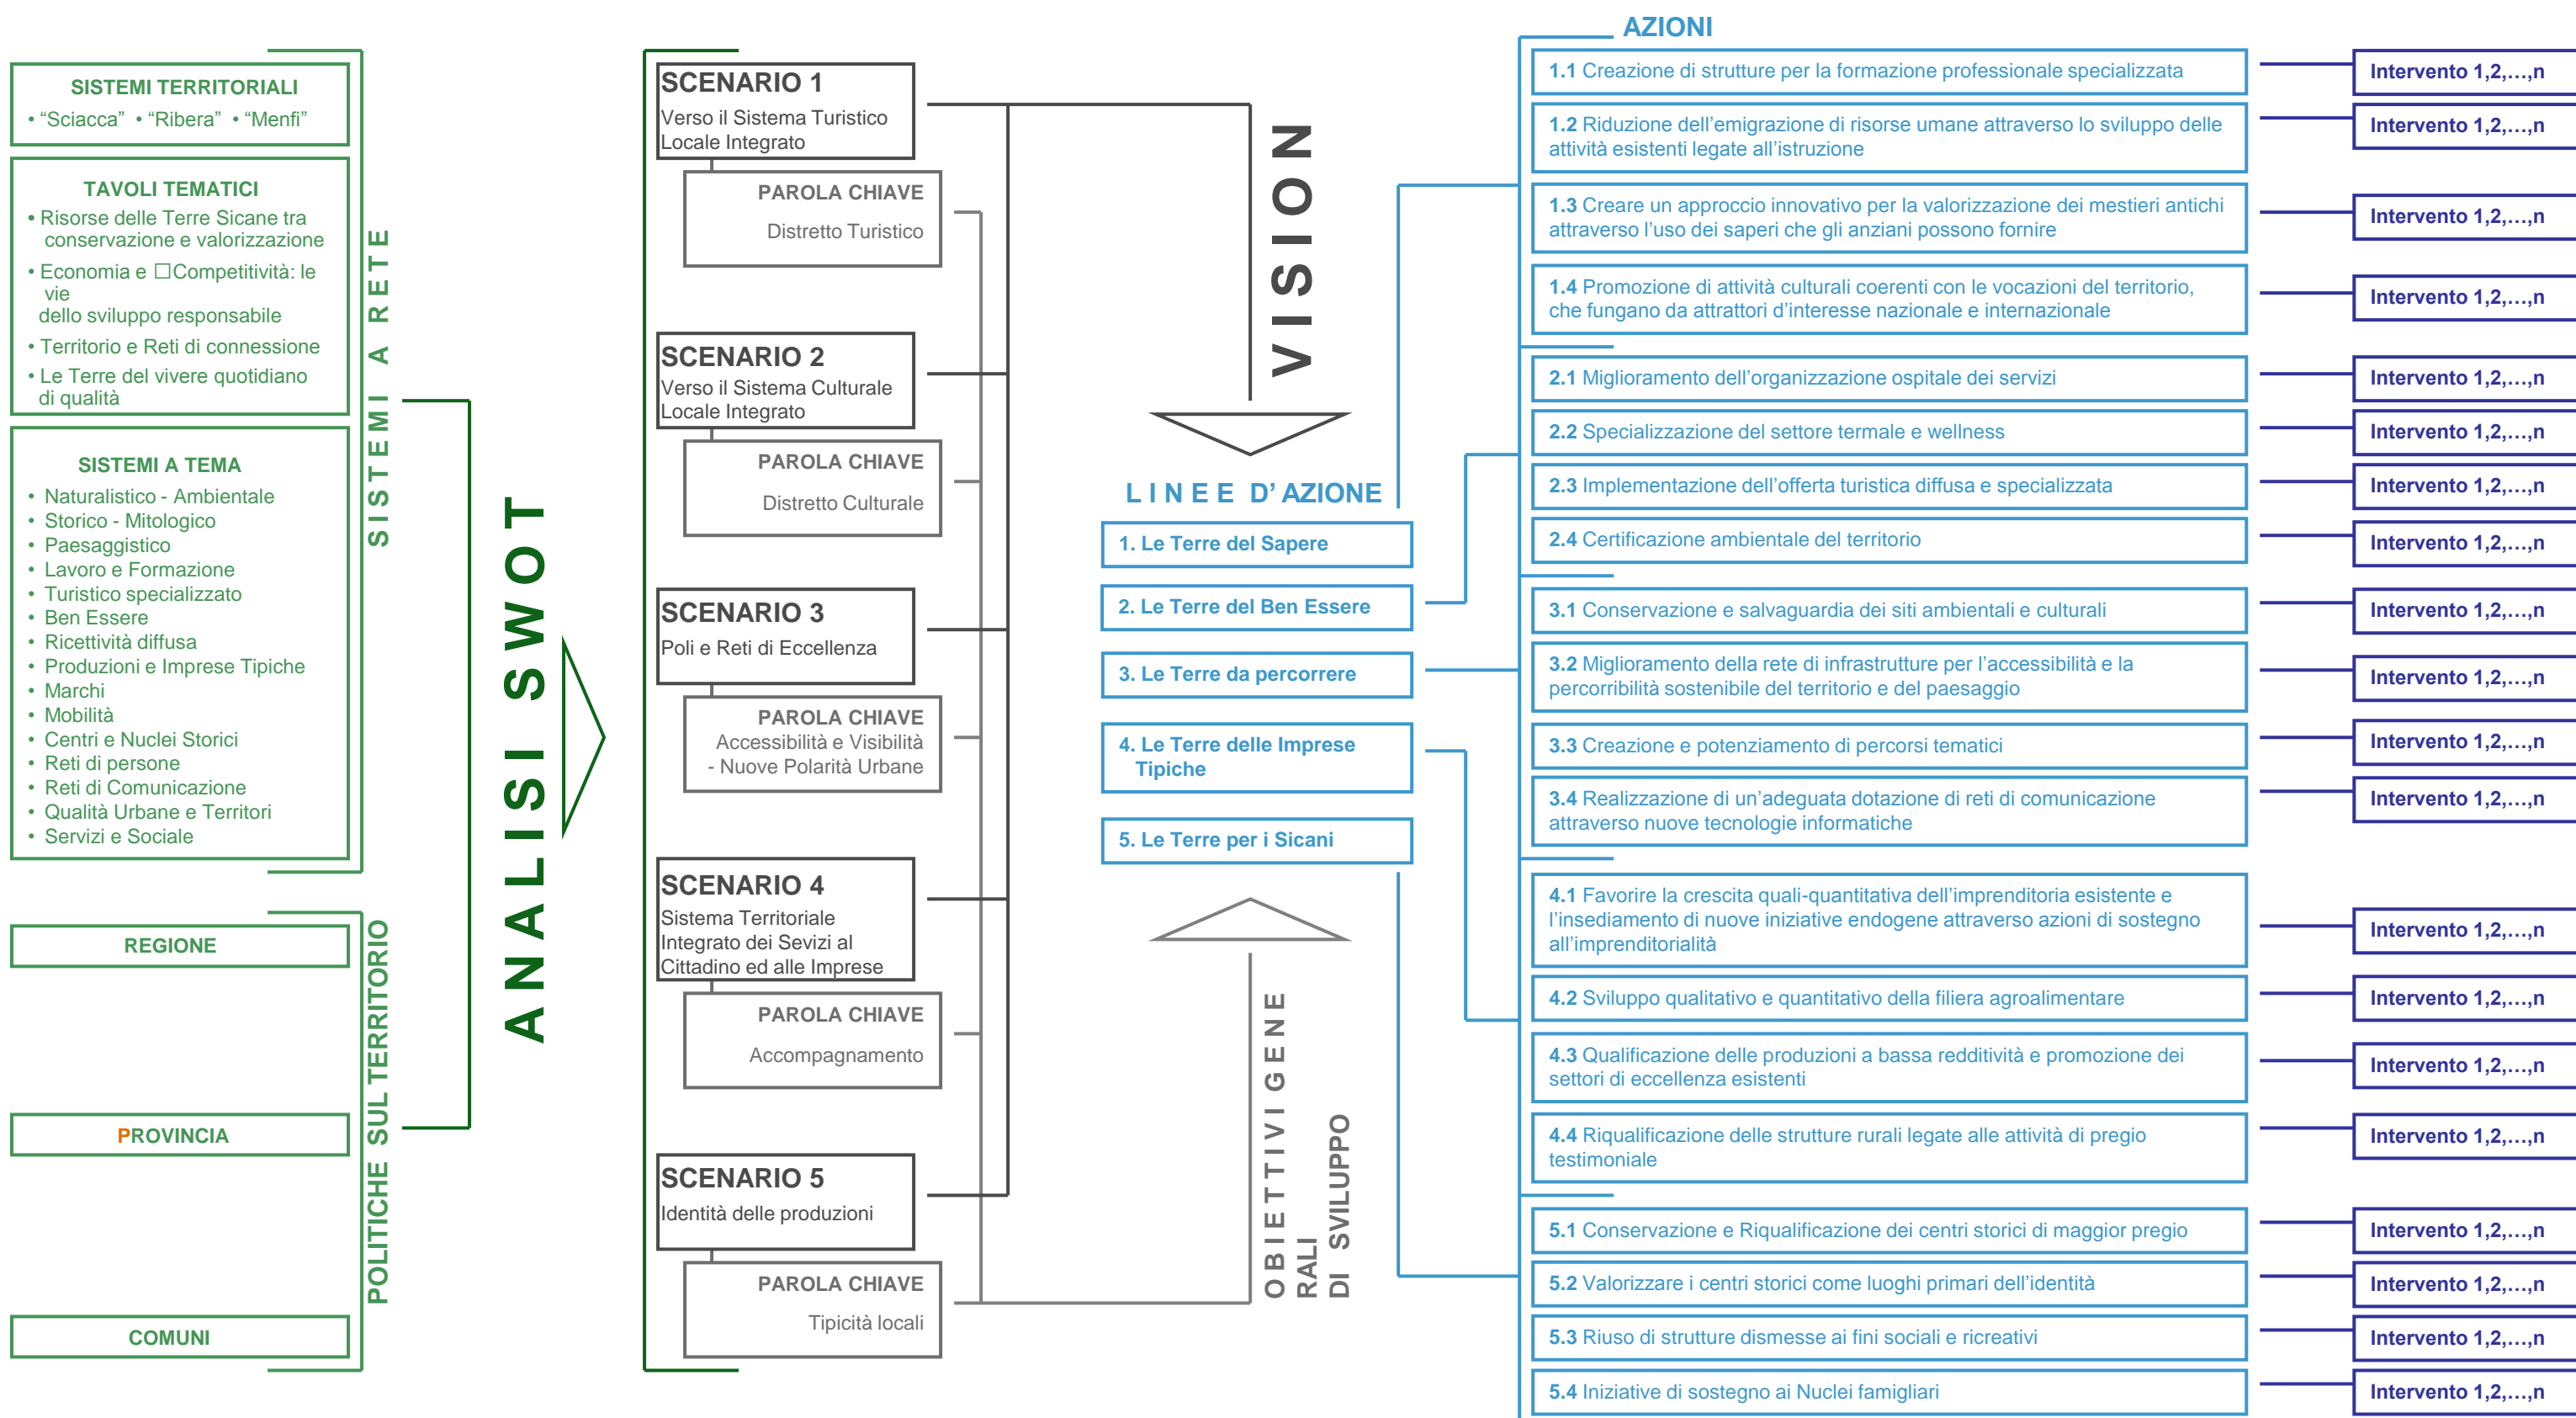 SISTEMI TERRITORIALI
• “Sciacca” • “Ribera” • “Menfi”
TAVOLI TEMATICI
• Risorse delle Terre Sicane tra
conservazione e valorizzazione
• Economia e □Competitività: le
vie
dello sviluppo responsabile
• Territorio e Reti di connessione
• Le Terre del vivere quotidiano
di qualità
SISTEMI A TEMA
• Naturalistico - Ambientale
• Storico - Mitologico
• Paesaggistico
• Lavoro e Formazione
• Turistico specializzato
• Ben Essere
• Ricettività diffusa
• Produzioni e Imprese Tipiche
• Marchi
• Mobilità
• Centri e Nuclei Storici
• Reti di persone
• Reti di Comunicazione
• Qualità Urbane e Territori
• Servizi e Sociale
SISTEMI A RETE
REGIONE
PROVINCIA
COMUNI
POLITICHE SUL TERRITORIO
ANALISI SWOT
SCENARIO 1
Verso il Sistema Turistico
Locale Integrato
PAROLA CHIAVE
Distretto Turistico
SCENARIO 2
Verso il Sistema Culturale
Locale Integrato
PAROLA CHIAVE
Distretto Culturale
SCENARIO 3
Poli e Reti di Eccellenza
PAROLA CHIAVE
Accessibilità e Visibilità
- Nuove Polarità Urbane
SCENARIO 4
Sistema Territoriale
Integrato dei Sevizi al
Cittadino ed alle Imprese
PAROLA CHIAVE
Accompagnamento
SCENARIO 5
Identità delle produzioni
PAROLA CHIAVE
Tipicità locali
VISION
LINEE D’AZIONE
1. Le Terre del Sapere
2. Le Terre del Ben Essere
3. Le Terre da percorrere
4. Le Terre delle Imprese
Tipiche
5. Le Terre per i Sicani
OBIETTIVI GENE
RALI
DI SVILUPPO
AZIONI
1.1 Creazione di strutture per la formazione professionale specializzata
Intervento 1,2,…,n
1.2 Riduzione dell’emigrazione di risorse umane attraverso lo sviluppo delle
attività esistenti legate all’istruzione
Intervento 1,2,…,n
1.3 Creare un approccio innovativo per la valorizzazione dei mestieri antichi
attraverso l’uso dei saperi che gli anziani possono fornire
Intervento 1,2,…,n
1.4 Promozione di attività culturali coerenti con le vocazioni del territorio,
che fungano da attrattori d’interesse nazionale e internazionale
Intervento 1,2,…,n
2.1 Miglioramento dell’organizzazione ospitale dei servizi
Intervento 1,2,…,n
2.2 Specializzazione del settore termale e wellness
Intervento 1,2,…,n
2.3 Implementazione dell’offerta turistica diffusa e specializzata
Intervento 1,2,…,n
2.4 Certificazione ambientale del territorio
Intervento 1,2,…,n
3.1 Conservazione e salvaguardia dei siti ambientali e culturali
Intervento 1,2,…,n
3.2 Miglioramento della rete di infrastrutture per l’accessibilità e la
percorribilità sostenibile del territorio e del paesaggio
Intervento 1,2,…,n
3.3 Creazione e potenziamento di percorsi tematici
Intervento 1,2,…,n
3.4 Realizzazione di un’adeguata dotazione di reti di comunicazione
attraverso nuove tecnologie informatiche
Intervento 1,2,…,n
4.1 Favorire la crescita quali-quantitativa dell’imprenditoria esistente e
l’insediamento di nuove iniziative endogene attraverso azioni di sostegno
all’imprenditorialità
Intervento 1,2,…,n
4.2 Sviluppo qualitativo e quantitativo della filiera agroalimentare
Intervento 1,2,…,n
4.3 Qualificazione delle produzioni a bassa redditività e promozione dei
settori di eccellenza esistenti
Intervento 1,2,…,n
4.4 Riqualificazione delle strutture rurali legate alle attività di pregio
testimoniale
Intervento 1,2,…,n
5.1 Conservazione e Riqualificazione dei centri storici di maggior pregio
Intervento 1,2,…,n
5.2 Valorizzare i centri storici come luoghi primari dell’identità
Intervento 1,2,…,n
5.3 Riuso di strutture dismesse ai fini sociali e ricreativi
Intervento 1,2,…,n
5.4 Iniziative di sostegno ai Nuclei famigliari
Intervento 1,2,…,n